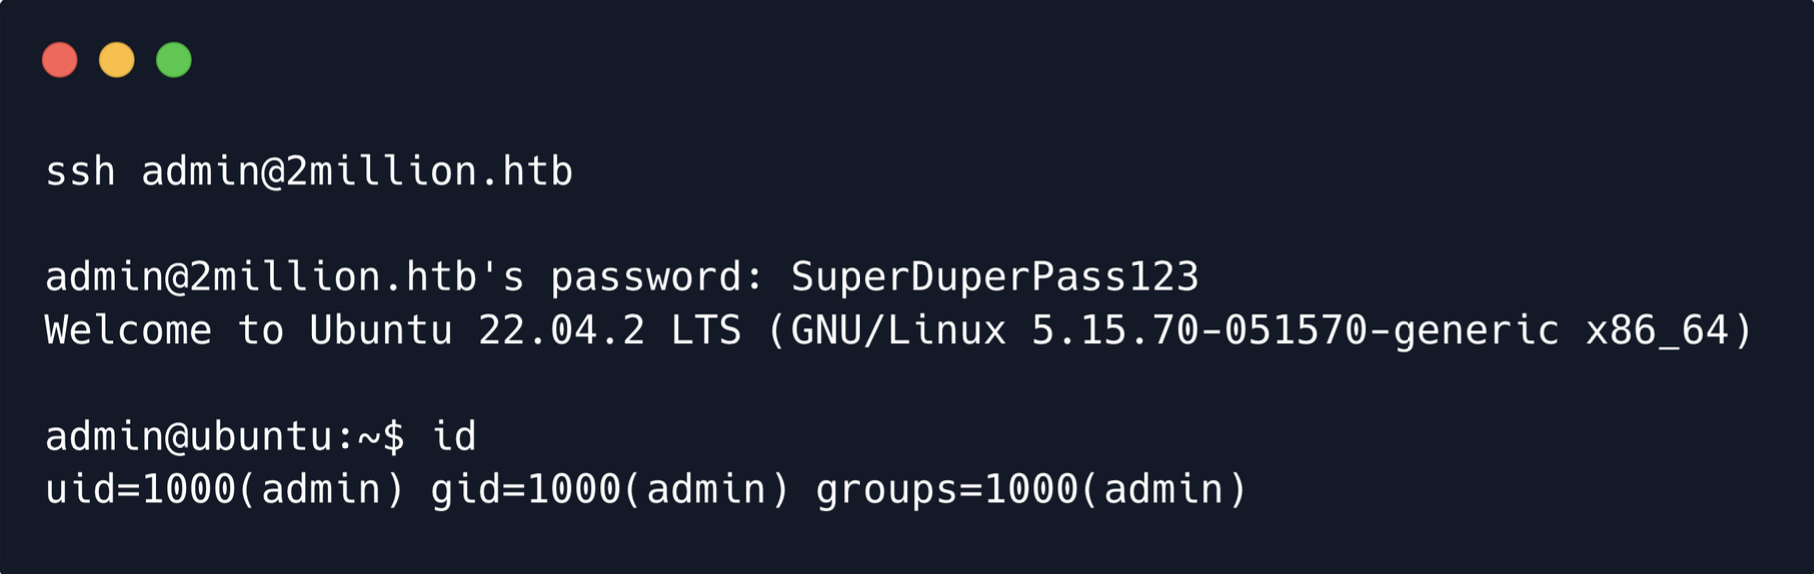 ssh admin@2million.htb
admin@2million.htb's password: SuperDuperPass123
Welcome to Ubuntu 22.04.2 LTS (GNU/Linux 5.15.70-051570-generic x86_64)
admin@ubuntu:~$ id
uid=1000(admin) gid=1000(admin) groups=1000(admin)